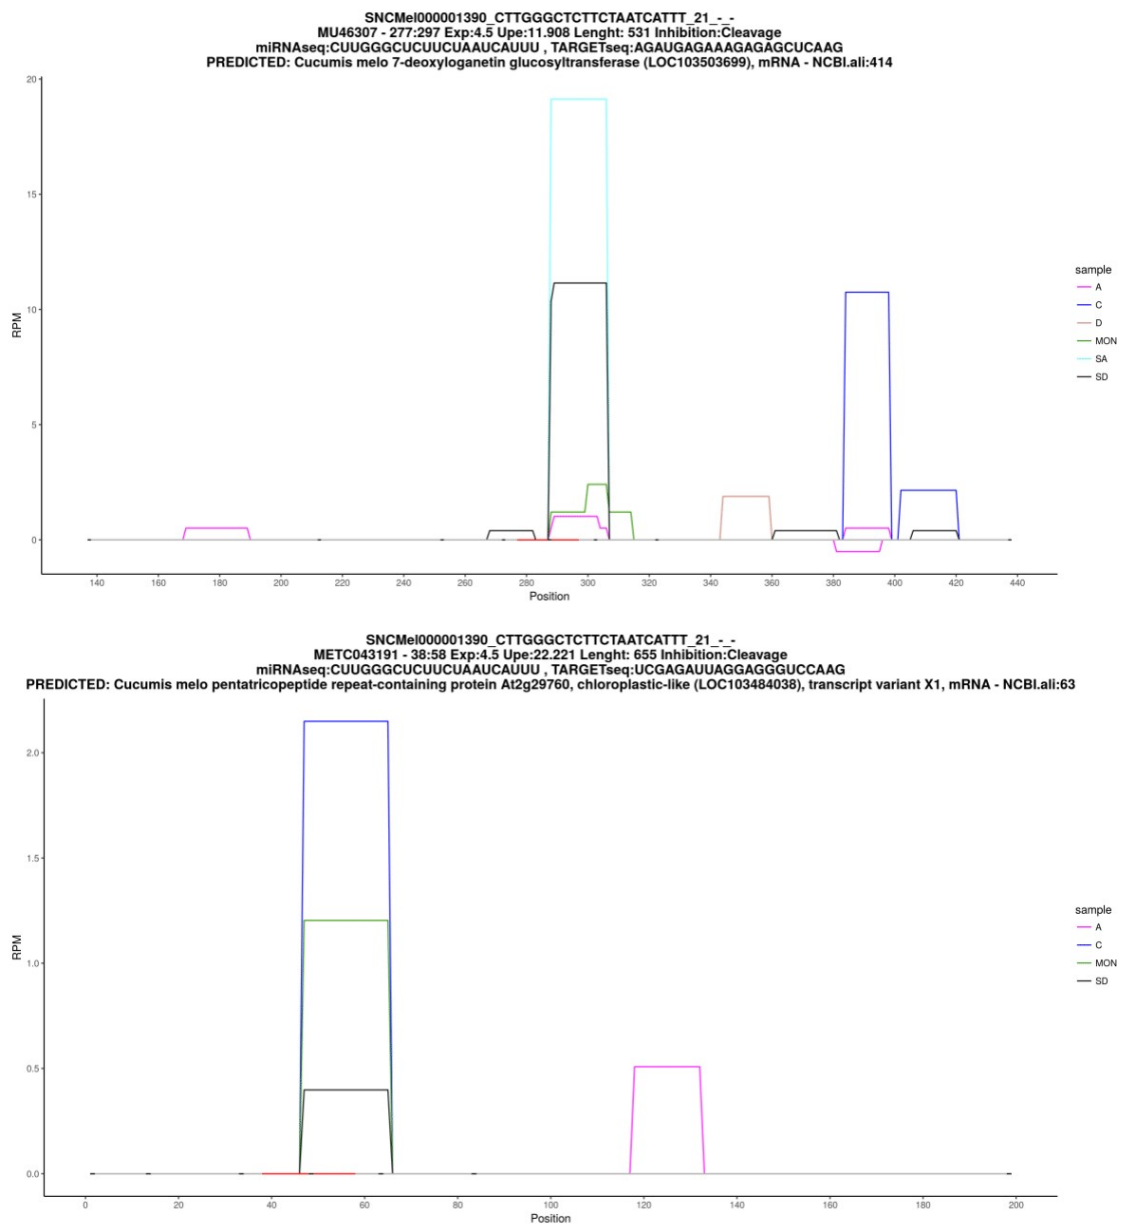 SNCMel000001390_CTTGGGCTCTTCTAATCATTT_21_-_-
MU46307 - 277:297 Exp:4.5 Upe:11.908 Lenght: 531 Inhibition:Cleavage
miRNAseq:CUUGGGCUCUUCUAAUCAUUU , TARGETseq:AGAUGAGAAAGAGAGCUCAAG
PREDICTED: Cucumis melo 7-deoxyloganetin glucosyltransferase (LOC103503699), mRNA - NCBI.ali:414
20
15
10
5
0
RPM
140 160 180 200 220 240 260 280 300 320 340 360 380 400 420 440
Position
sample
A
C
D
MON
SA
SD
SNCMel000001390_CTTGGGCTCTTCTAATCATTT_21_-_-
METC043191 - 38:58 Exp:4.5 Upe:22.221 Lenght: 655 Inhibition:Cleavage
miRNAseq:CUUGGGCUCUUCUAAUCAUUU , TARGETseq:UCGAGAUUAGGAGGGUCCAAG
PREDICTED: Cucumis melo pentatricopeptide repeat-containing protein At2g29760, chloroplastic-like (LOC103484038), transcript variant X1, mRNA - NCBI.ali:63
2.0
1.5
1.0
0.5
0.0
RPM
0 20 40 60 80 100 120 140 160 180 200
Position
sample
A
C
MON
SD